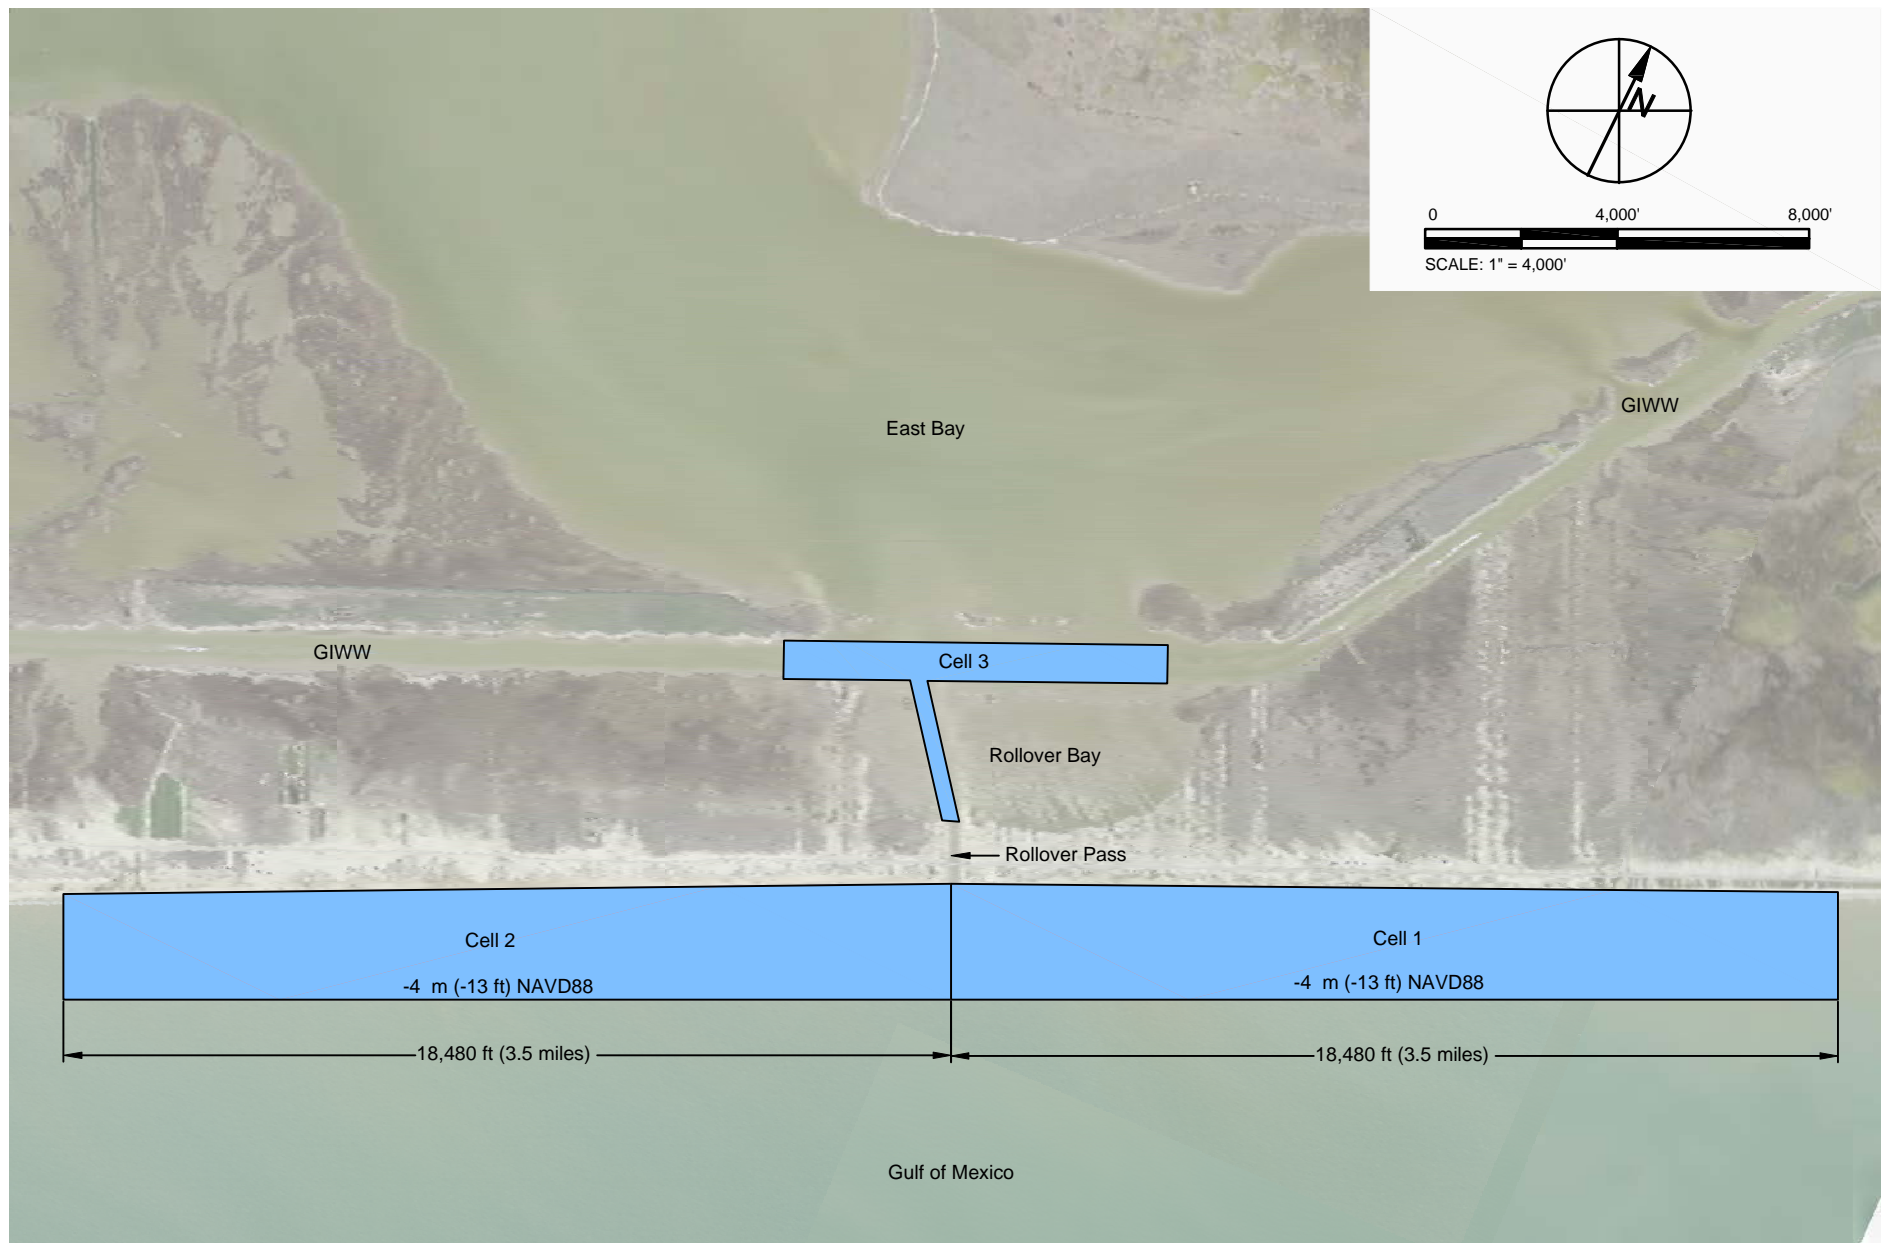 N
0 4,000' 8,000'
SCALE: 1" = 4,000'
GIWW
East Bay
GIWW
Cell 3
Rollover Bay
Rollover Pass
Cell 2
Cell 1
-4 m (-13 ft) NAVD88
-4 m (-13 ft) NAVD88
18,480 ft (3.5 miles)
18,480 ft (3.5 miles)
Gulf of Mexico